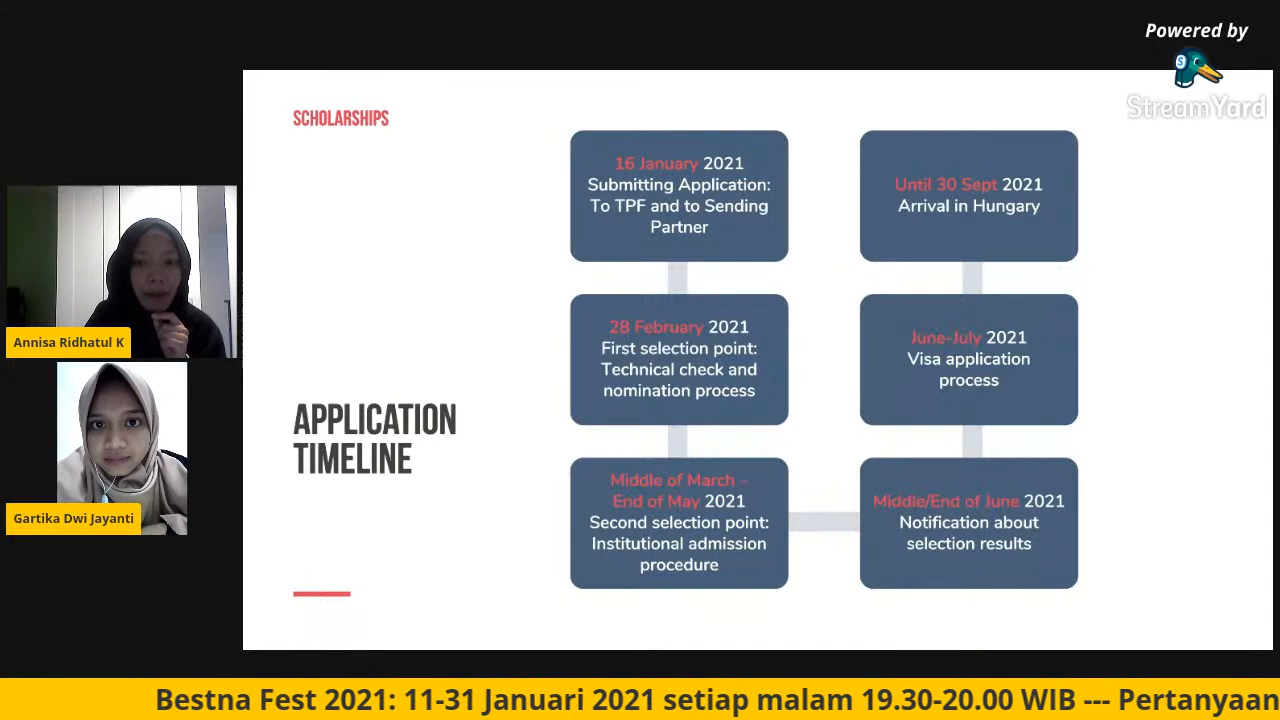 Powered by
StreamYard
SCHOLARSHIPS
APPLICATION
TIMELINE
16 January 2021
Submitting Application:
To TPF and to Sending
Partner
28 February 2021
First selection point:
Technical check and
nomination process
Middle of March –
End of May 2021
Second selection point:
Institutional admission
procedure
Middle/End of June 2021
Notification about
selection results
June-July 2021
Visa application
process
Until 30 Sept 2021
Arrival in Hungary
Annisa Ridhatul K
Gartika Dwi Jayanti
Bestna Fest 2021: 11-31 Januari 2021 setiap malam 19.30-20.00 WIB --- Pertanyaan